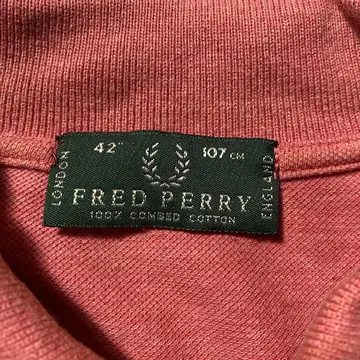 42" 107 CM
LONDON
FRED PERRY
ENGLAND
100% COMBED COTTON